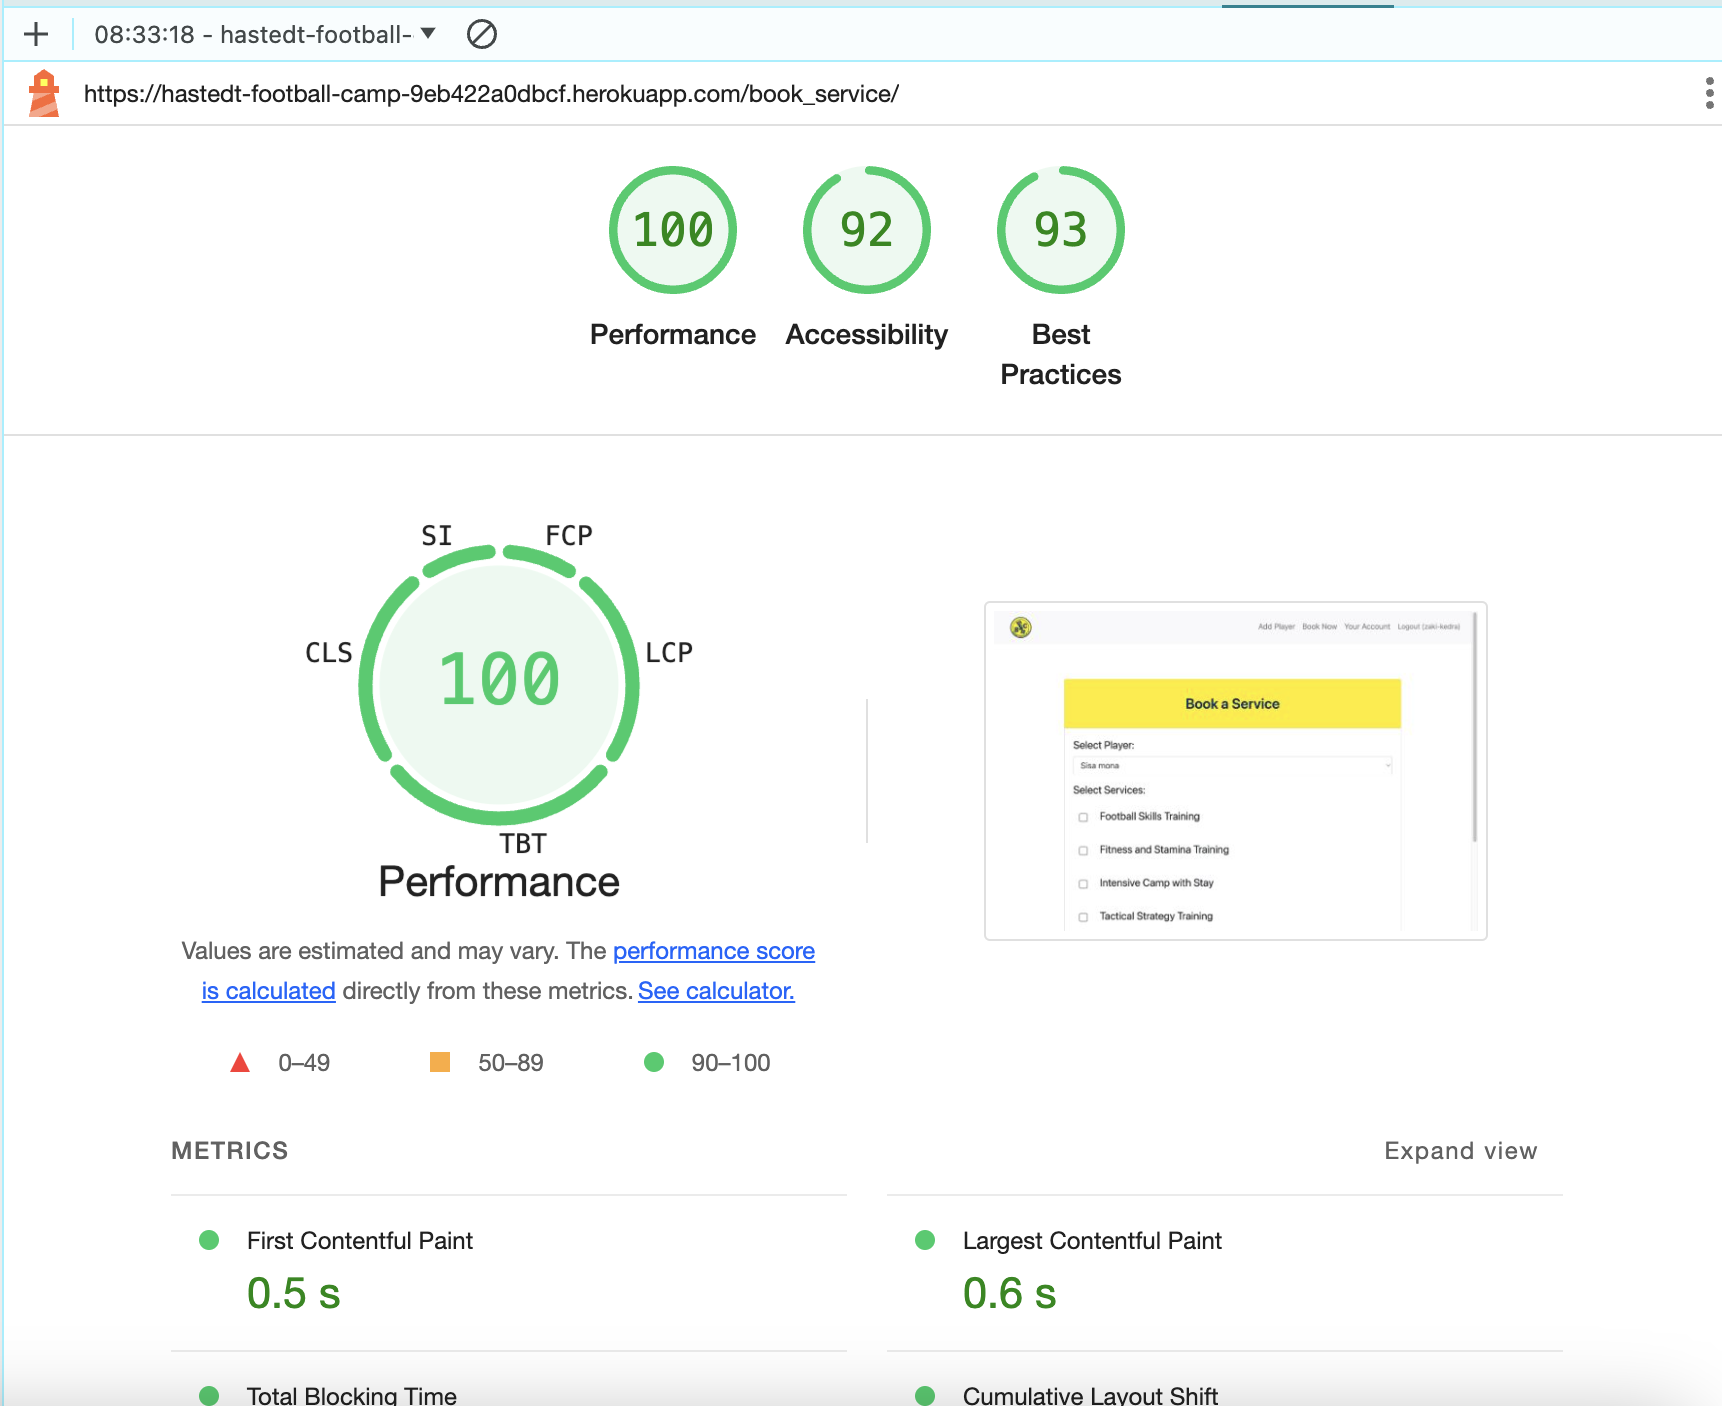 08:33:18 - hastedt-football-
https://hastedt-football-camp-9eb422a0dbcf.herokuapp.com/book_service/
100
92
93
Performance
Accessibility
Best
Practices
SI
FCP
CLS
LCP
100
TBT
Performance
Values are estimated and may vary. The performance score
is calculated directly from these metrics. See calculator.
0–49
50–89
90–100
Add Player Book Now Your Account Logout (zaki-kedra)
Book a Service
Select Player:
Sisa mona
Select Services:
Football Skills Training
Fitness and Stamina Training
Intensive Camp with Stay
Tactical Strategy Training
METRICS
Expand view
First Contentful Paint
0.5 s
Largest Contentful Paint
0.6 s
Total Blocking Time
Cumulative Layout Shift